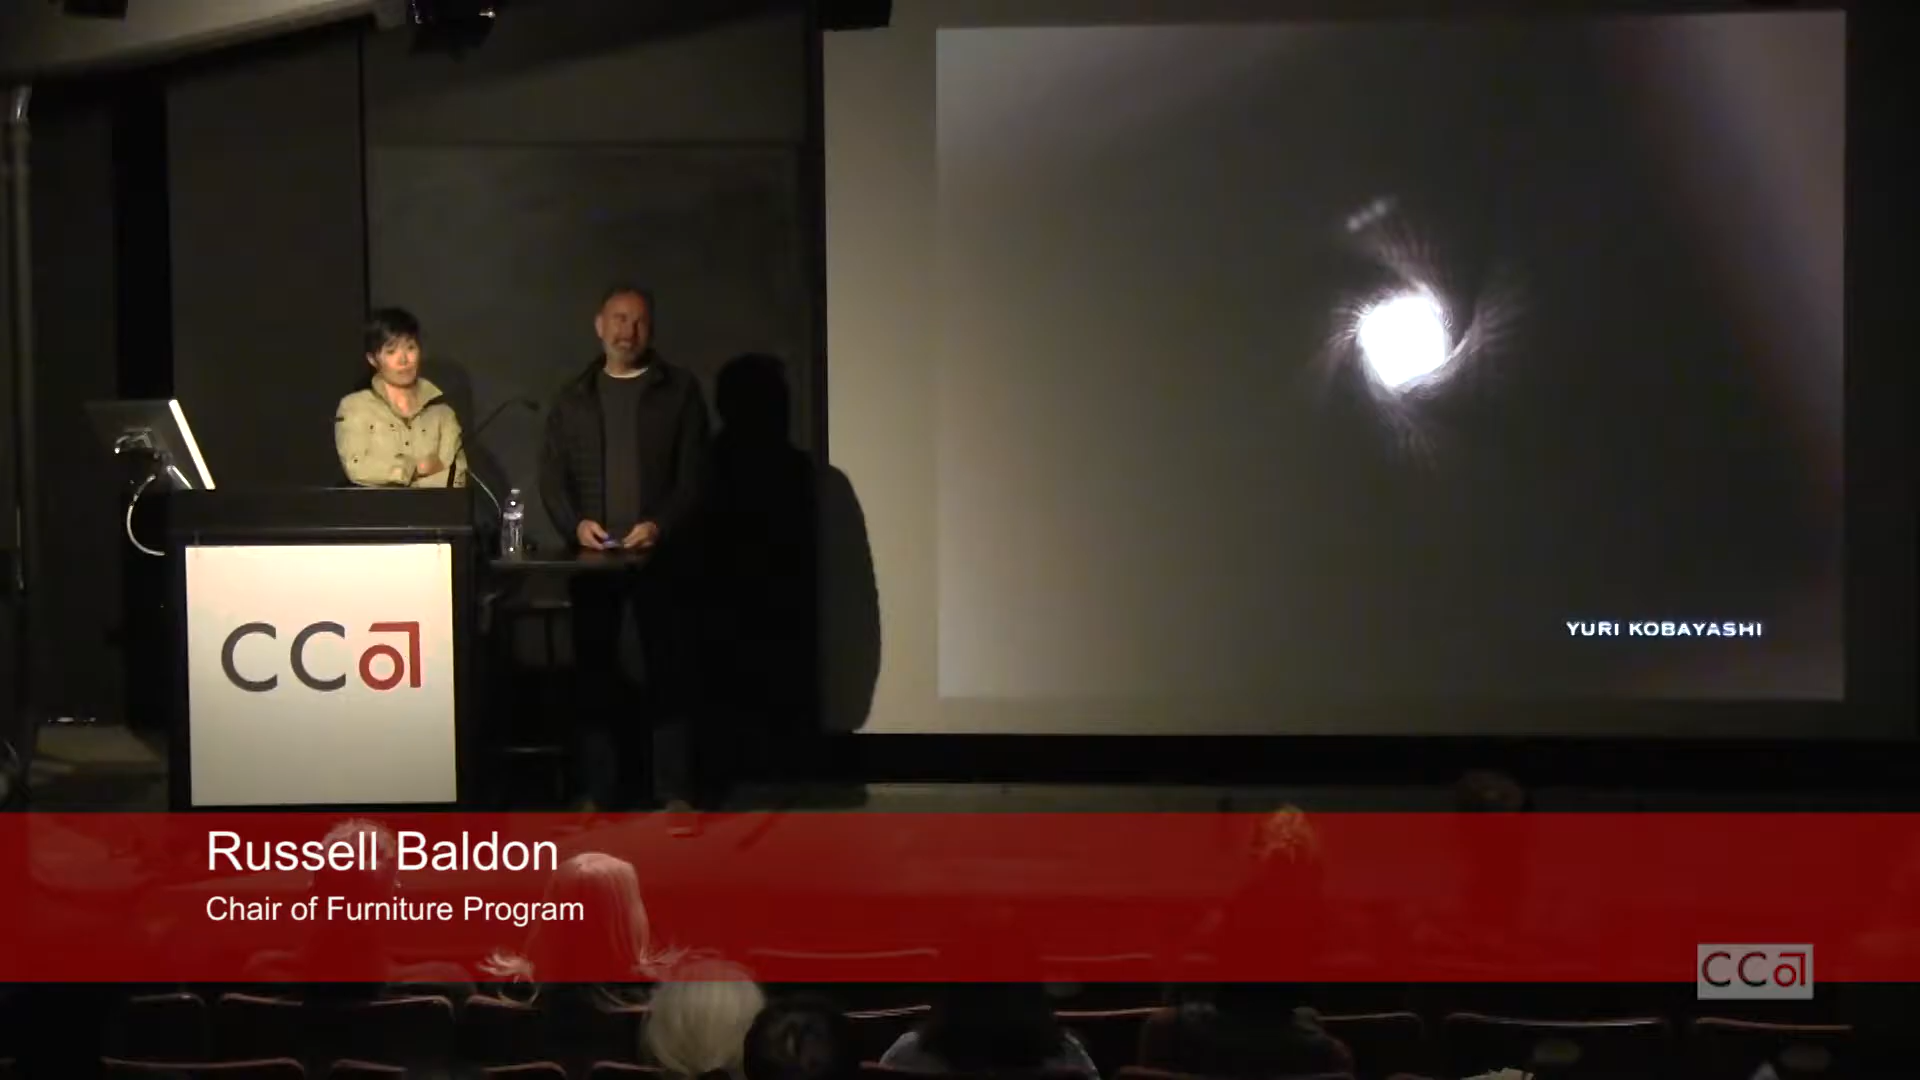 YURI KOBAYASHI
CCa
Russell Baldon
Chair of Furniture Program
CCa